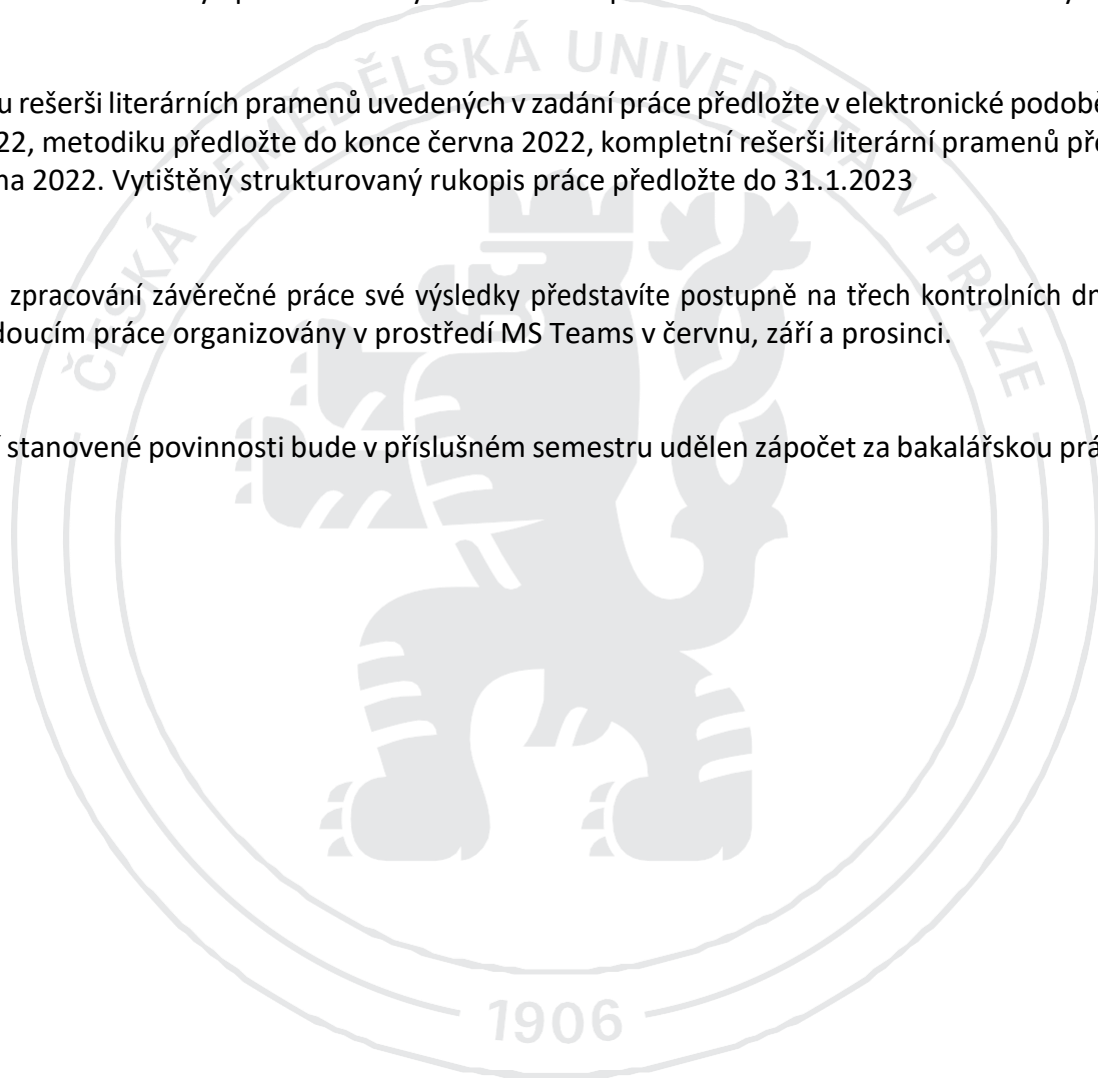 u rešerši literárních pramenů uvedených v zadání práce předložte v elektronické podobě
22, metodiku předložte do konce června 2022, kompletní rešerši literární pramenů pře
na 2022. Vytištěný strukturovaný rukopis práce předložte do 31.1.2023
zpracování závěrečné práce své výsledky představíte postupně na třech kontrolních dn
doucím práce organizovány v prostředí MS Teams v červnu, září a prosinci.
í stanovené povinnosti bude v příslušném semestru udělen zápočet za bakalářskou prá
ČESKÁ ZEMĚDĚLSKÁ UNIVERZITA V PRAZE
1906